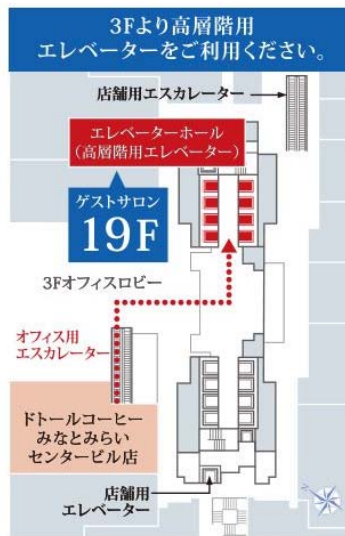 3Fより高層階用
エレベーターをご利用ください。
店舗用エスカレーター
エレベーターホール
（高層階用エレベーター）
ゲストサロン
19F
3Fオフィスロビー
オフィス用
エスカレーター
ドトールコーヒー
みなとみらい
センタービル店
店舗用
エレベーター